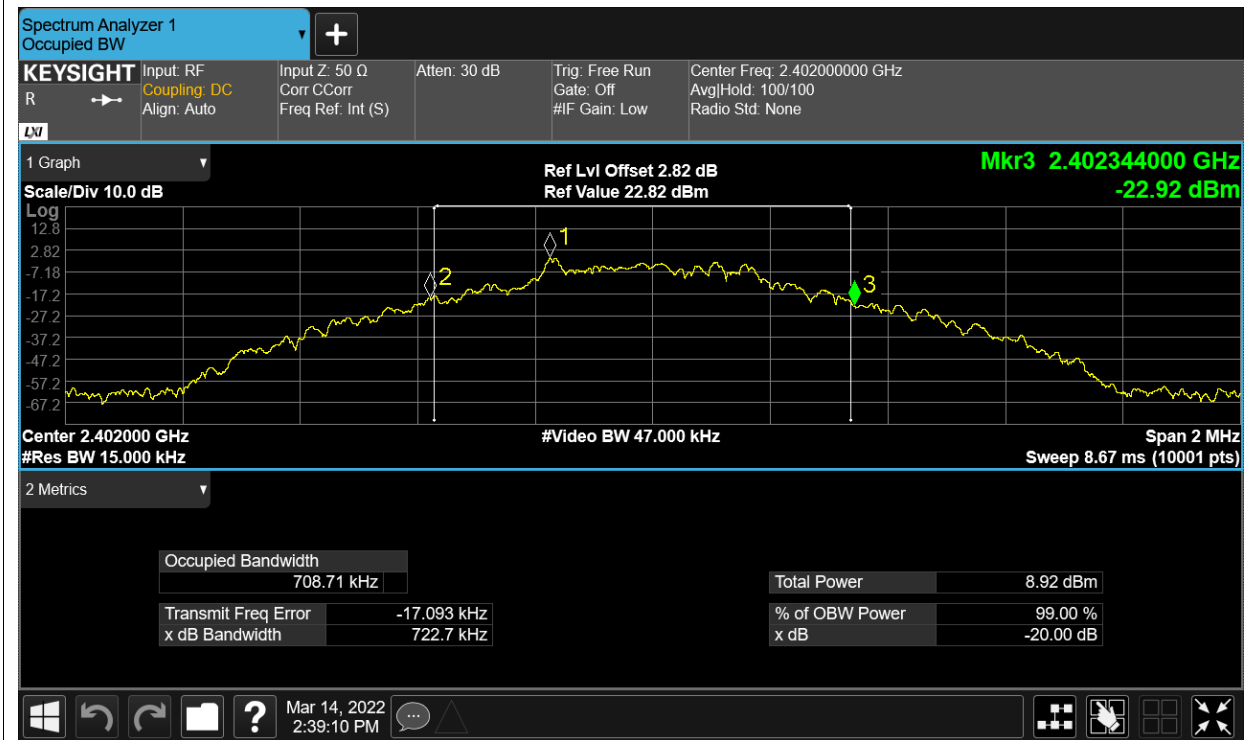 Spectrum Analyzer 1
Occupied BW
+
KEYSIGHT
R
LXI
Input: RF
Coupling: DC
Align: Auto
Input Z: 50 Ω
Corr CCorr
Freq Ref: Int (S)
Atten: 30 dB
Trig: Free Run
Gate: Off
#IF Gain: Low
Center Freq: 2.402000000 GHz
Avg|Hold: 100/100
Radio Std: None
1 Graph
Scale/Div 10.0 dB
Ref Lvl Offset 2.82 dB
Ref Value 22.82 dBm
Mkr3 2.402344000 GHz
-22.92 dBm
Log
12.8
2.82
-7.18
-17.2
-27.2
-37.2
-47.2
-57.2
-67.2
1
2
3
Center 2.402000 GHz
#Video BW 47.000 kHz
Span 2 MHz
#Res BW 15.000 kHz
Sweep 8.67 ms (10001 pts)
2 Metrics
Occupied Bandwidth
708.71 kHz
Total Power 8.92 dBm
Transmit Freq Error -17.093 kHz
% of OBW Power 99.00 %
x dB Bandwidth 722.7 kHz
x dB -20.00 dB
?
Mar 14, 2022
2:39:10 PM